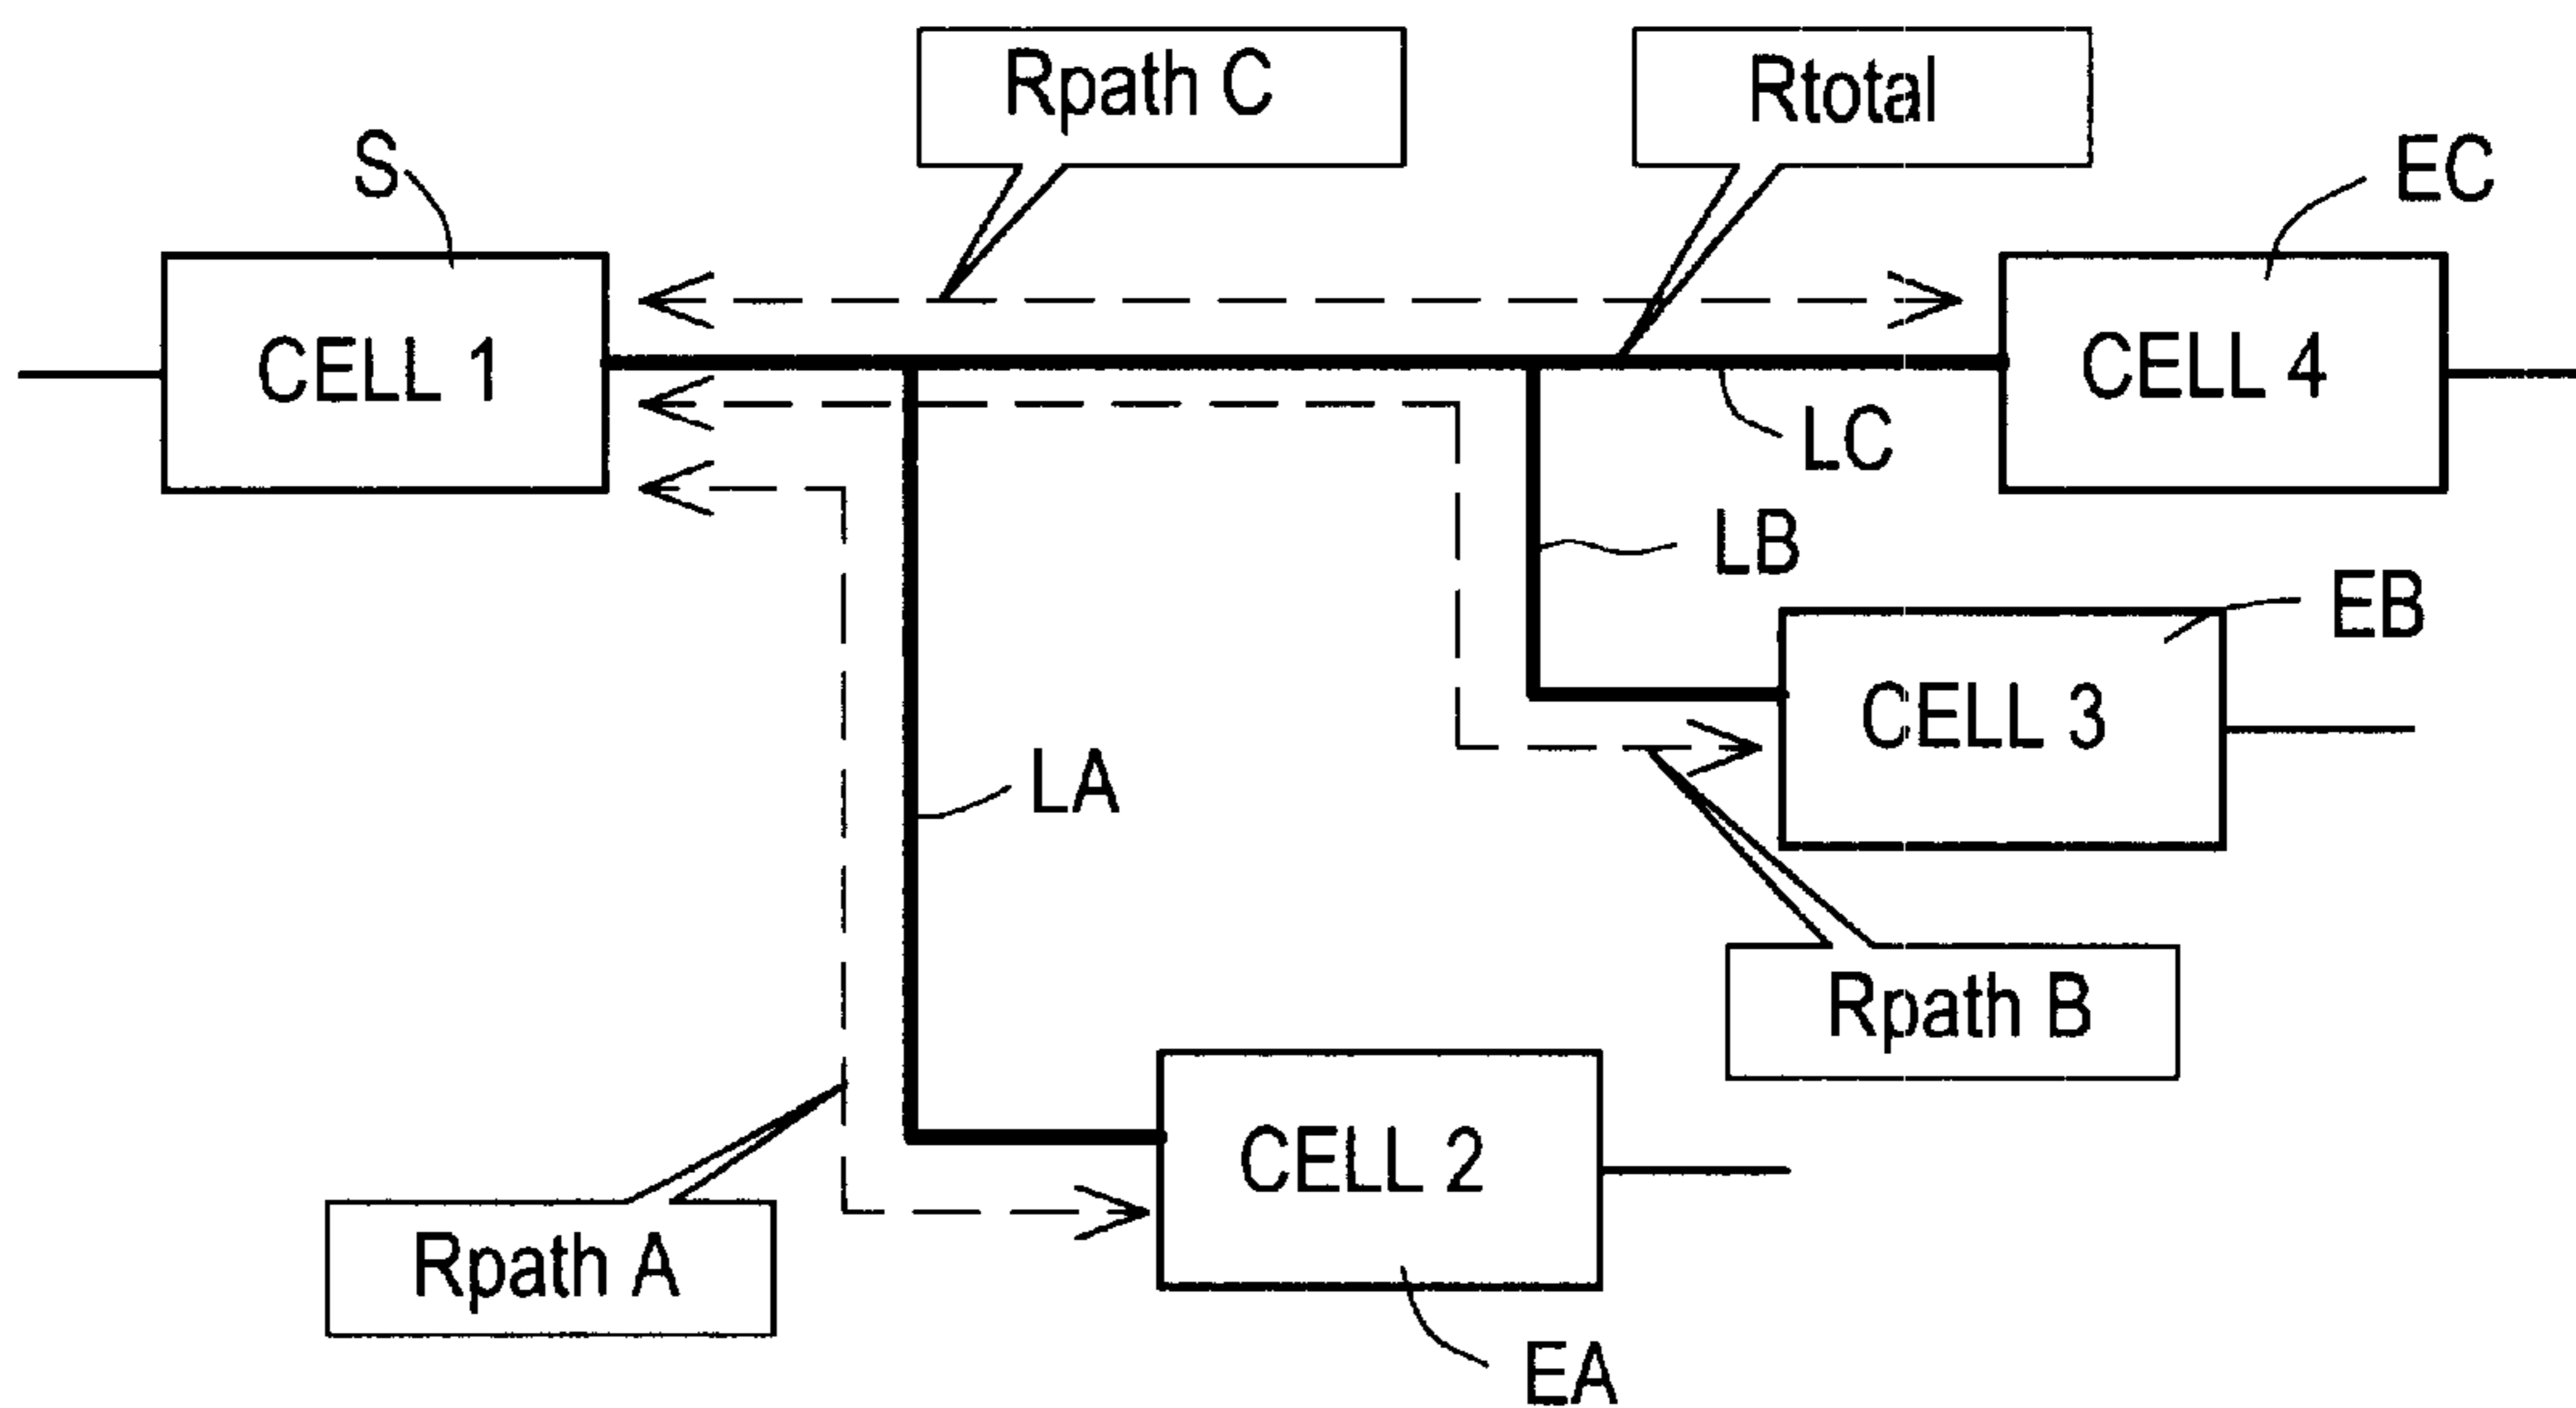 Rpath C
Rtotal
S
EC
CELL 1
CELL 4
LC
LB
EB
CELL 3
LA
Rpath B
CELL 2
Rpath A
EA